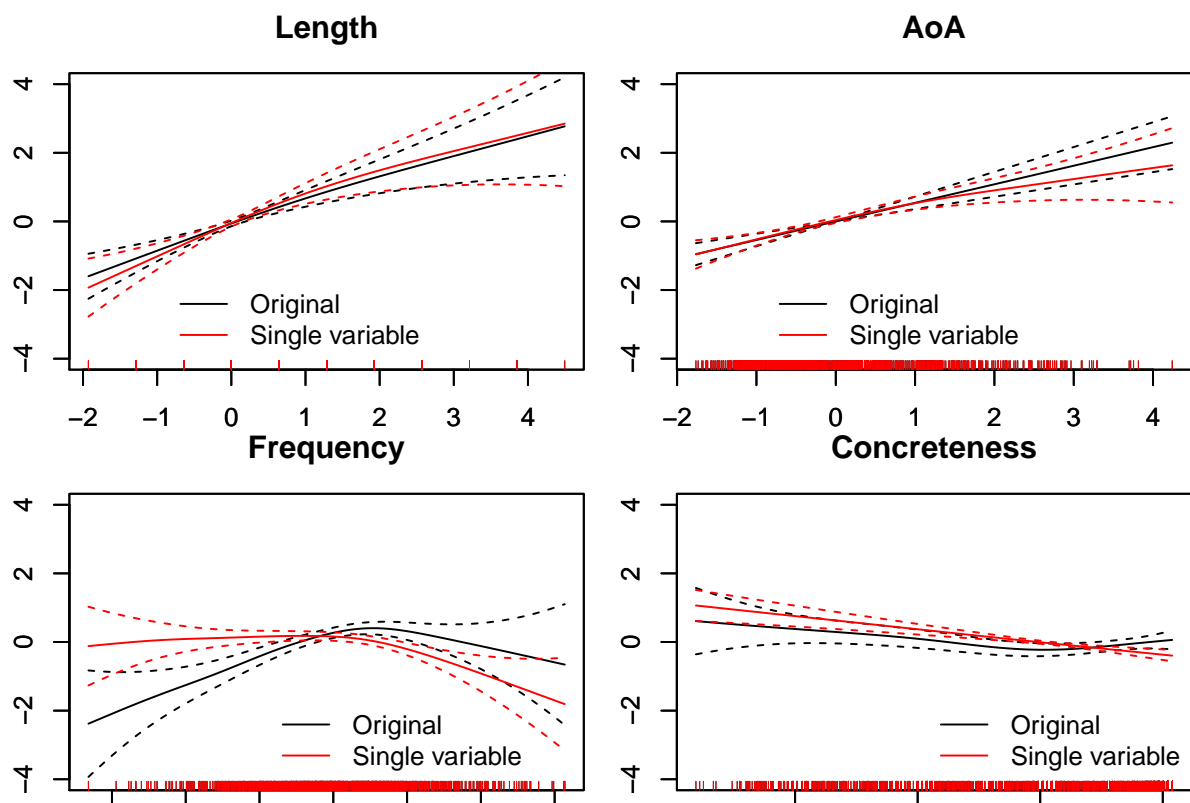 Length
4
2
0
−2
−4
Original
Single variable
−2 −1 0 1 2 3 4
AoA
4
2
0
−2
−4
Original
Single variable
−1 0 1 2 3 4
Frequency
4
2
0
−2
−4
Original
Single variable
Concreteness
4
2
0
−2
−4
Original
Single variable